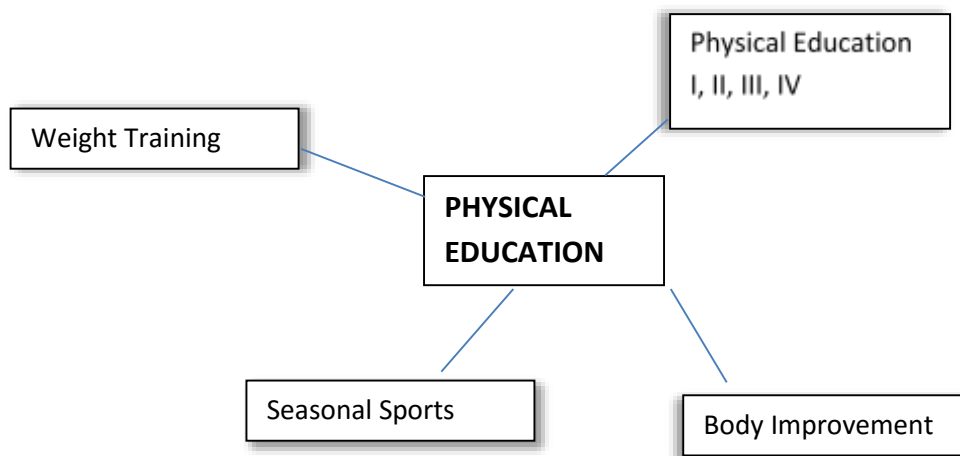 Physical Education
I, II, III, IV
Weight Training
PHYSICAL
EDUCATION
Seasonal Sports
Body Improvement